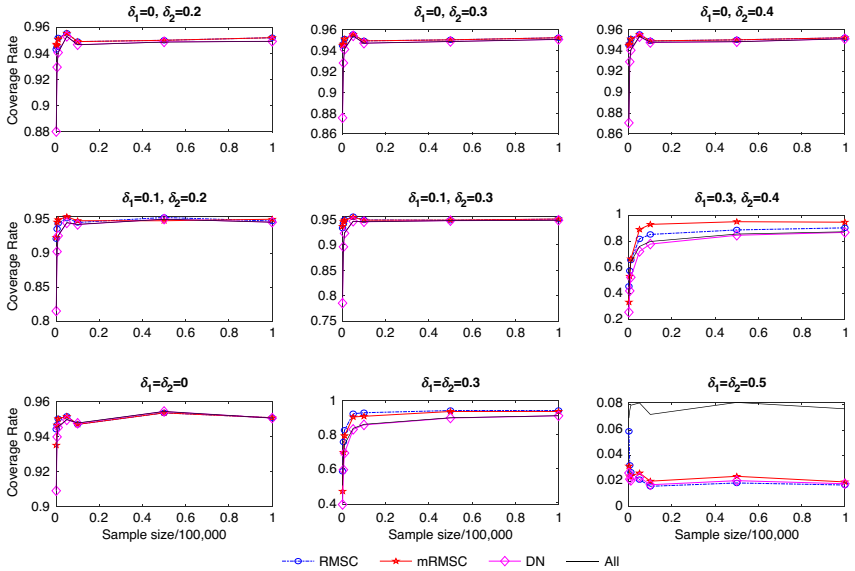 δ1=0, δ2=0.2
δ1=0, δ2=0.3
δ1=0, δ2=0.4
Coverage Rate
0.96
0.94
0.92
0.9
0.88
0 0.2 0.4 0.6 0.8 1
0.96
0.94
0.92
0.9
0.88
0.86
0 0.2 0.4 0.6 0.8 1
0.96
0.94
0.92
0.9
0.88
0.86
0 0.2 0.4 0.6 0.8 1
δ1=0.1, δ2=0.2
δ1=0.1, δ2=0.3
δ1=0.3, δ2=0.4
Coverage Rate
0.95
0.9
0.85
0.8
0 0.2 0.4 0.6 0.8 1
0.95
0.9
0.85
0.8
0.75
0 0.2 0.4 0.6 0.8 1
1
0.8
0.6
0.4
0.2
0 0.2 0.4 0.6 0.8 1
δ1=δ2=0
δ1=δ2=0.3
δ1=δ2=0.5
Coverage Rate
0.96
0.94
0.92
0.9
0 0.2 0.4 0.6 0.8 1
Sample size/100,000
1
0.8
0.6
0.4
0 0.2 0.4 0.6 0.8 1
Sample size/100,000
0.08
0.06
0.04
0.02
0
0 0.2 0.4 0.6 0.8 1
Sample size/100,000
RMSC mRMSC DN All